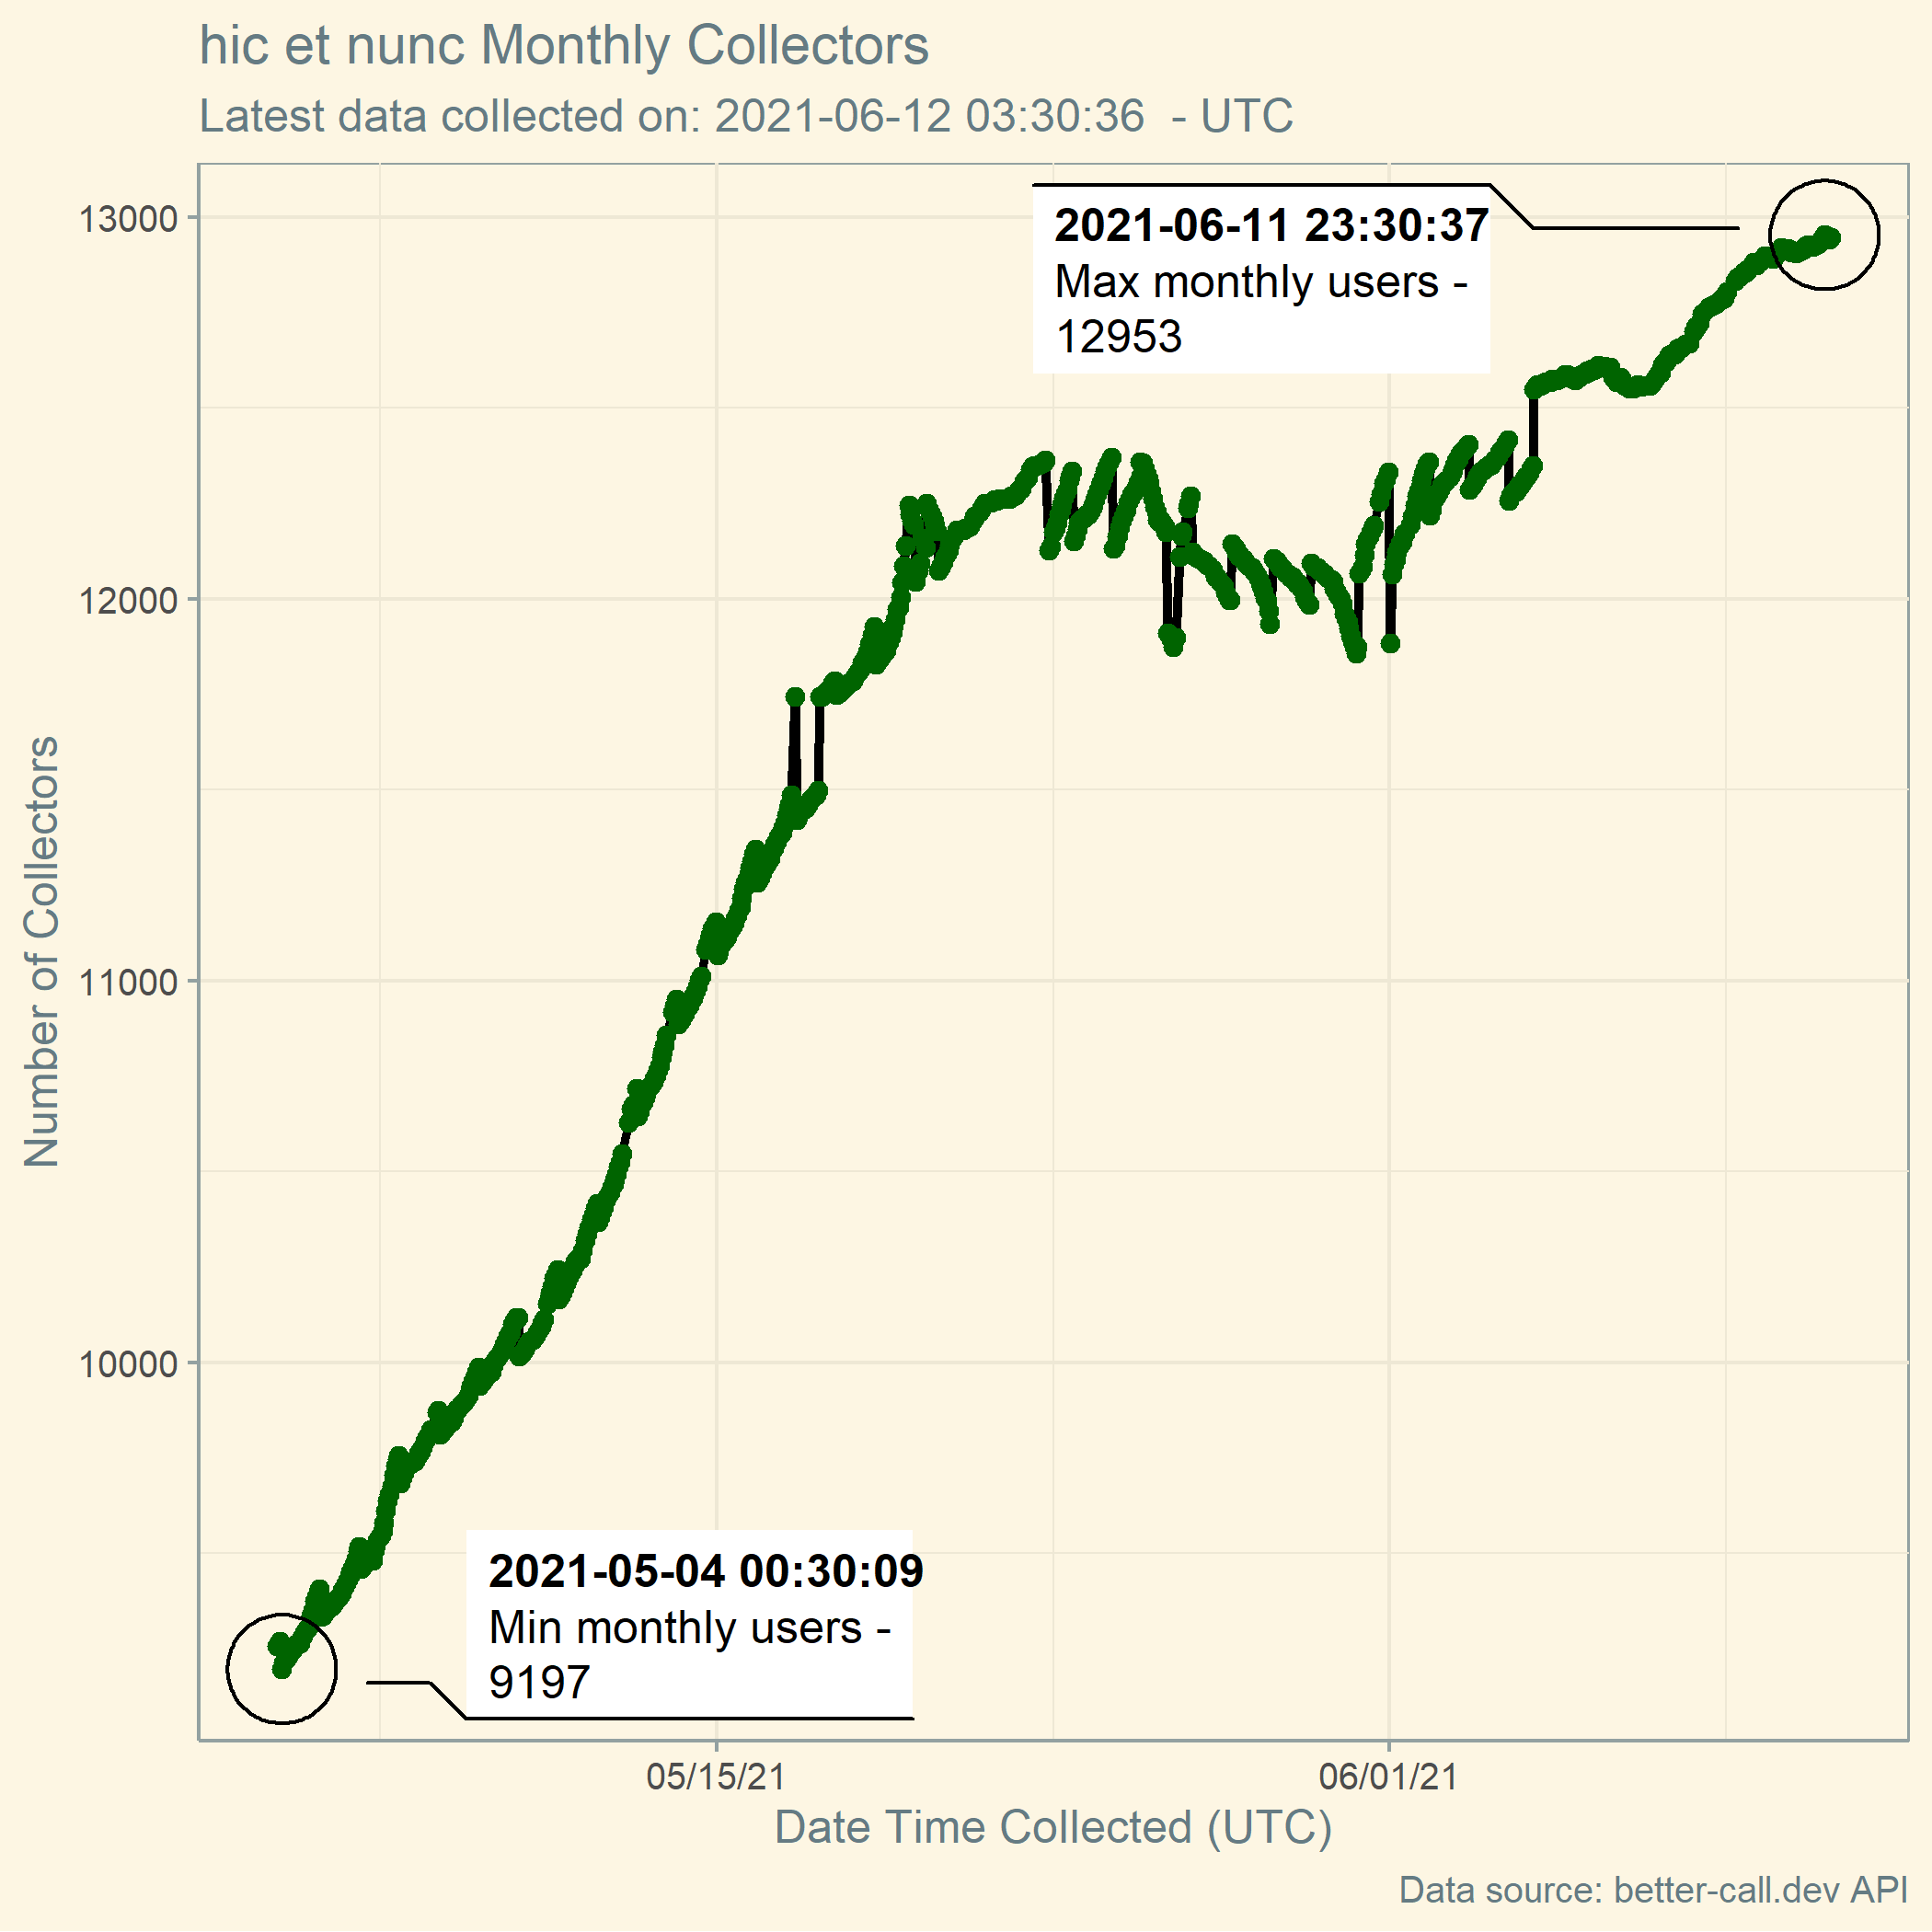 hic et nunc Monthly Collectors
Latest data collected on: 2021-06-12 03:30:36  - UTC
13000
12000
11000
10000
Number of Collectors
2021-06-11 23:30:37
Max monthly users -
12953
2021-05-04 00:30:09
Min monthly users -
9197
05/15/21
06/01/21
Date Time Collected (UTC)
Data source: better-call.dev API